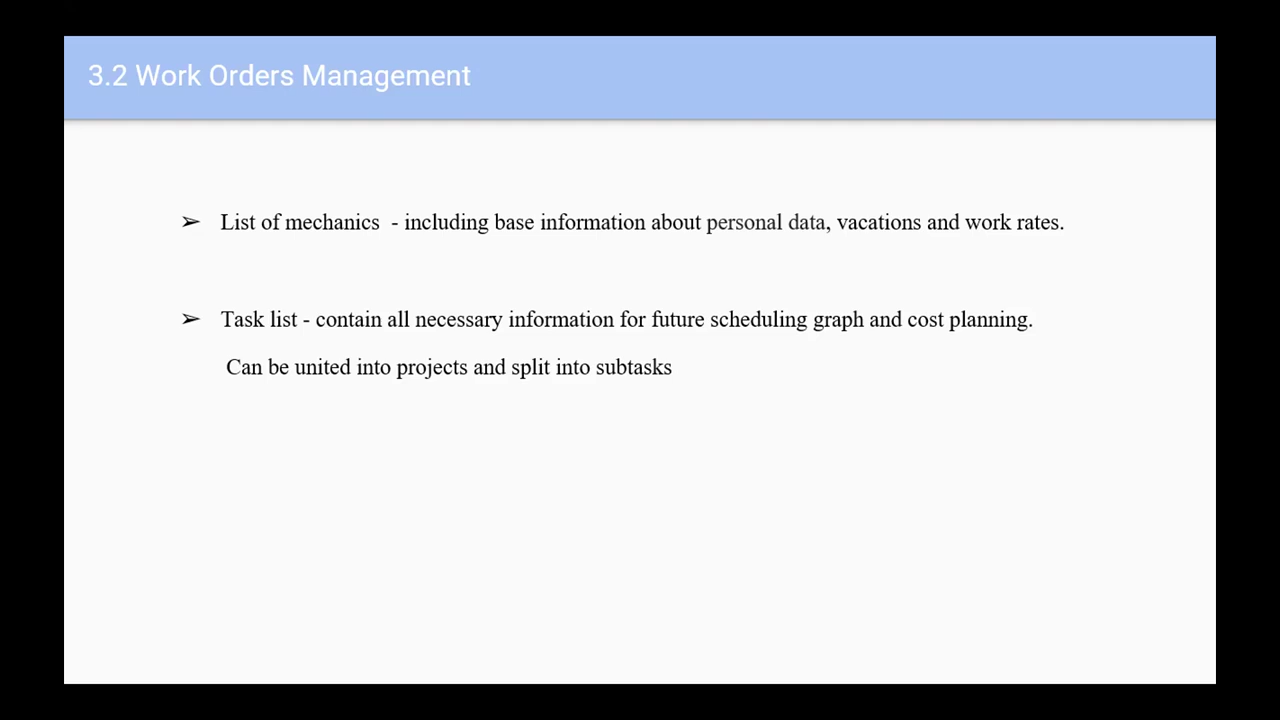 3.2 Work Orders Management
➢ List of mechanics  - including base information about personal data, vacations and work rates.
➢ Task list - contain all necessary information for future scheduling graph and cost planning.
Can be united into projects and split into subtasks